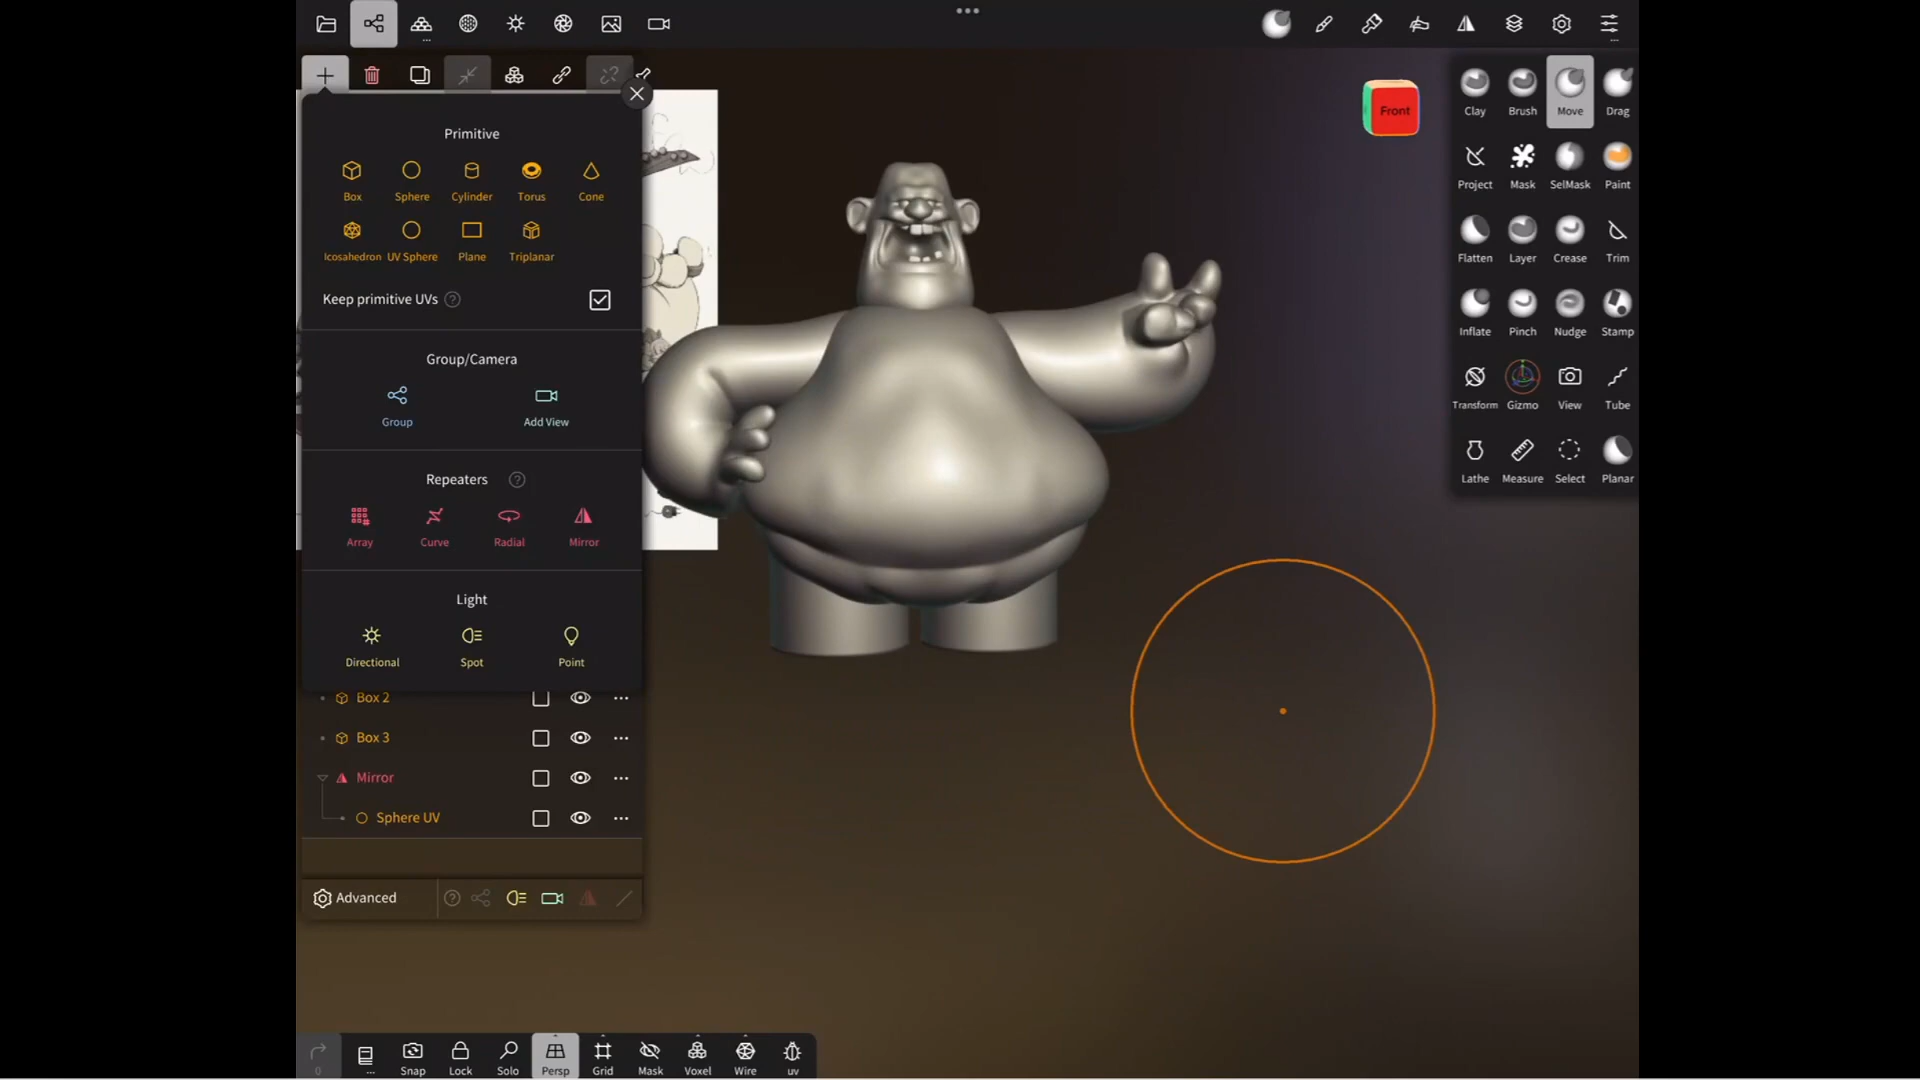 Front
Clay Brush Move Drag
Project Mask SelMask Paint
Flatten Layer Crease Trim
Inflate Pinch Nudge Stamp
Transform Gizmo View Tube
Lathe Measure Select Planar
Primitive
Box Sphere Cylinder Torus Cone
Icosahedron UV Sphere Plane Triplanar
Keep primitive UVs ?
Group/Camera
Group Add View
Repeaters ?
Array Curve Radial Mirror
Light
Directional Spot Point
Box 2
Box 3
Mirror
Sphere UV
Advanced ?
0 Snap Lock Solo Persp Grid Mask Voxel Wire uv